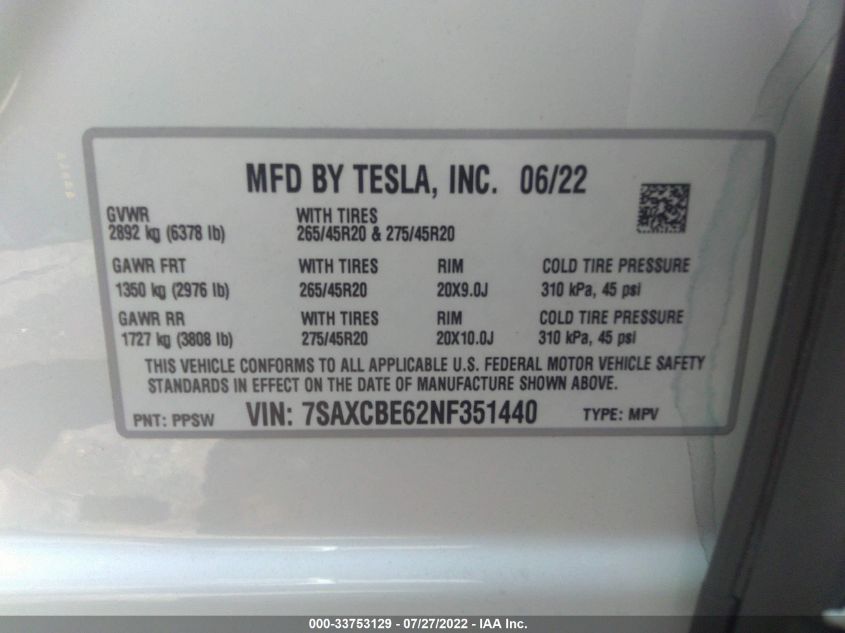 MFD BY TESLA, INC. 06/22
GVWR WITH TIRES
2892 kg (6378 lb) 265/45R20 & 275/45R20
GAWR FRT WITH TIRES RIM COLD TIRE PRESSURE
1350 kg (2976 lb) 265/45R20 20X9.0J 310 kPa, 45 psi
GAWR RR WITH TIRES RIM COLD TIRE PRESSURE
1727 kg (3808 lb) 275/45R20 20X10.0J 310 kPa, 45 psi
THIS VEHICLE CONFORMS TO ALL APPLICABLE U.S. FEDERAL MOTOR VEHICLE SAFETY
STANDARDS IN EFFECT ON THE DATE OF MANUFACTURE SHOWN ABOVE.
PNT: PPSW VIN: 7SAXCBE62NF351440 TYPE: MPV
000-33753129 - 07/27/2022 - IAA Inc.